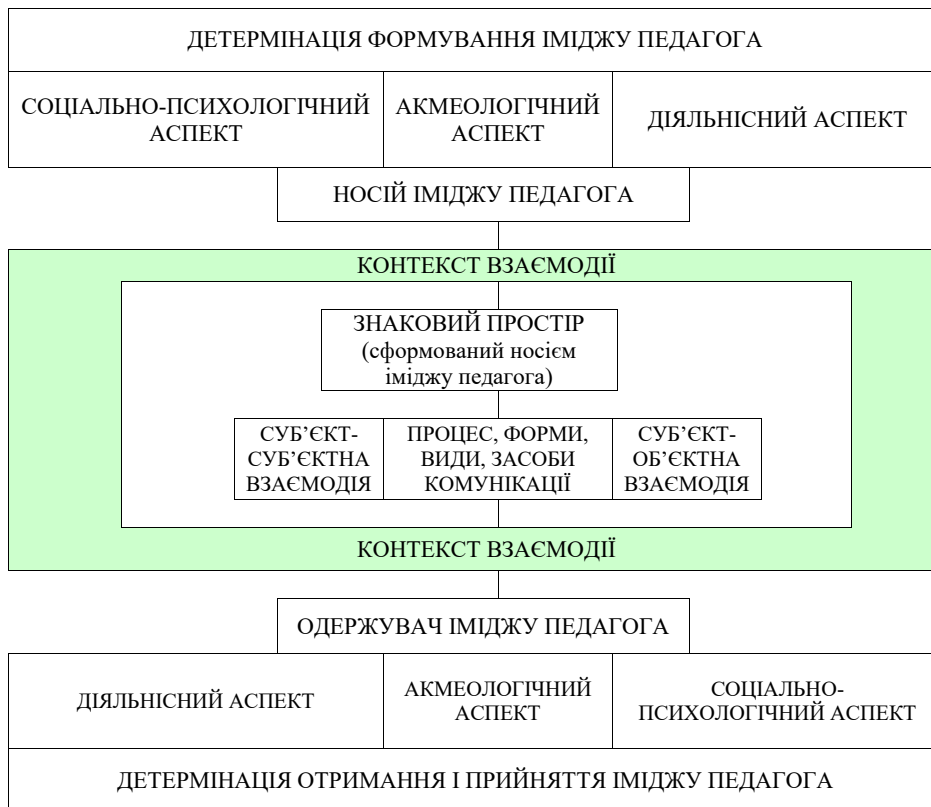 ДЕТЕРМІНАЦІЯ ФОРМУВАННЯ ІМІДЖУ ПЕДАГОГА
СОЦІАЛЬНО-ПСИХОЛОГІЧНИЙ
АСПЕКТ
АКМЕОЛОГІЧНИЙ
АСПЕКТ
ДІЯЛЬНІСНИЙ АСПЕКТ
НОСІЙ ІМІДЖУ ПЕДАГОГА
КОНТЕКСТ ВЗАЄМОДІЇ
ЗНАКОВИЙ ПРОСТІР
(сформований носієм
іміджу педагога)
СУБ’ЄКТ-
СУБ’ЄКТНА
ВЗАЄМОДІЯ
ПРОЦЕС, ФОРМИ,
ВИДИ, ЗАСОБИ
КОМУНІКАЦІЇ
СУБ’ЄКТ-
ОБ’ЄКТНА
ВЗАЄМОДІЯ
КОНТЕКСТ ВЗАЄМОДІЇ
ОДЕРЖУВАЧ ІМІДЖУ ПЕДАГОГА
ДІЯЛЬНІСНИЙ АСПЕКТ
АКМЕОЛОГІЧНИЙ
АСПЕКТ
СОЦІАЛЬНО-
ПСИХОЛОГІЧНИЙ АСПЕКТ
ДЕТЕРМІНАЦІЯ ОТРИМАННЯ І ПРИЙНЯТТЯ ІМІДЖУ ПЕДАГОГА